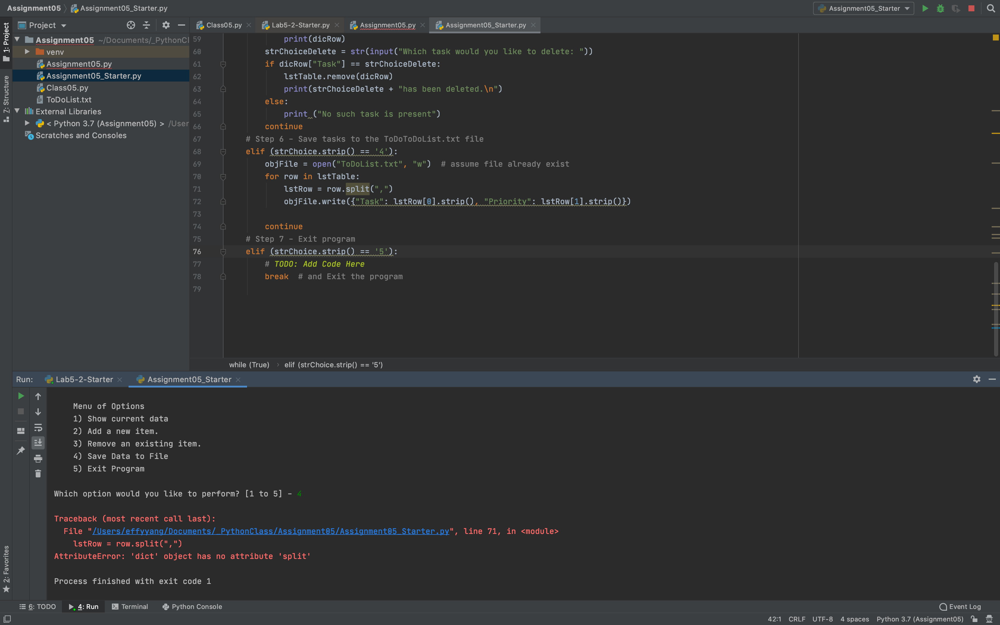 Assignment05 Assignment05_Starter.py Assignment05_Starter
1: Project
7: Structure
2: Favorites
Project
Assignment05 ~/Documents/_PythonCl
venv
Assignment05.py
Assignment05_Starter.py
Class05.py
ToDoList.txt
External Libraries
< Python 3.7 (Assignment05) > /User
Scratches and Consoles
Class05.py Lab5-2-Starter.py Assignment05.py Assignment05_Starter.py
59 print(dicRow)
60 strChoiceDelete = str(input("Which task would you like to delete: "))
61 if dicRow["Task"] == strChoiceDelete:
62 lstTable.remove(dicRow)
63 print(strChoiceDelete + "has been deleted.\n")
64 else:
65 print ("No such task is present")
66 continue
67 # Step 6 - Save tasks to the ToDoToDoList.txt file
68 elif (strChoice.strip() == '4'):
69 objFile = open("ToDoList.txt", "w")  # assume file already exist
70 for row in lstTable:
71 lstRow = row.split(",")
72 objFile.write({"Task": lstRow[0].strip(), "Priority": lstRow[1].strip()})
73
74 continue
75 # Step 7 - Exit program
76 elif (strChoice.strip() == '5'):
77 # TODO: Add Code Here
78 break  # and Exit the program
79
while (True) › elif (strChoice.strip() == '5')
Run: Lab5-2-Starter Assignment05_Starter
Menu of Options
1) Show current data
2) Add a new item.
3) Remove an existing item.
4) Save Data to File
5) Exit Program
Which option would you like to perform? [1 to 5] - 4
Traceback (most recent call last):
File "/Users/effyyang/Documents/_PythonClass/Assignment05/Assignment05_Starter.py", line 71, in <module>
lstRow = row.split(",")
AttributeError: 'dict' object has no attribute 'split'
Process finished with exit code 1
6: TODO 4: Run Terminal Python Console Event Log
42:1 CRLF UTF-8 4 spaces Python 3.7 (Assignment05)